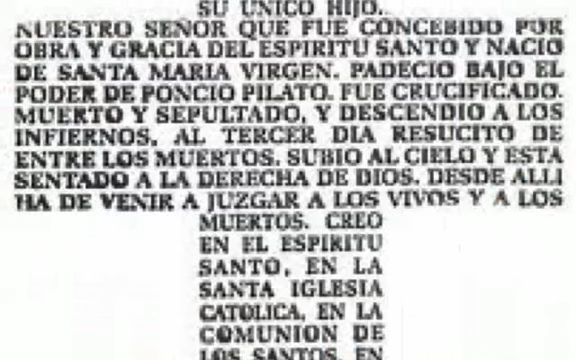 SU UNICO HIJO.
NUESTRO SEÑOR QUE FUE CONCEBIDO POR
OBRA Y GRACIA DEL ESPIRITU SANTO Y NACIO
DE SANTA MARIA VIRGEN. PADECIO BAJO EL
PODER DE PONCIO PILATO. FUE CRUCIFICADO.
MUERTO Y SEPULTADO, Y DESCENDIO A LOS
INFIERNOS. AL TERCER DIA RESUCITO DE
ENTRE LOS MUERTOS. SUBIO AL CIELO Y ESTA
SENTADO A LA DERECHA DE DIOS. DESDE ALLI
HA DE VENIR A JUZGAR A LOS VIVOS Y A LOS
MUERTOS. CREO
EN EL ESPIRITU
SANTO, EN LA
SANTA IGLESIA
CATOLICA, EN LA
COMUNION DE
LOS SANTOS, EN